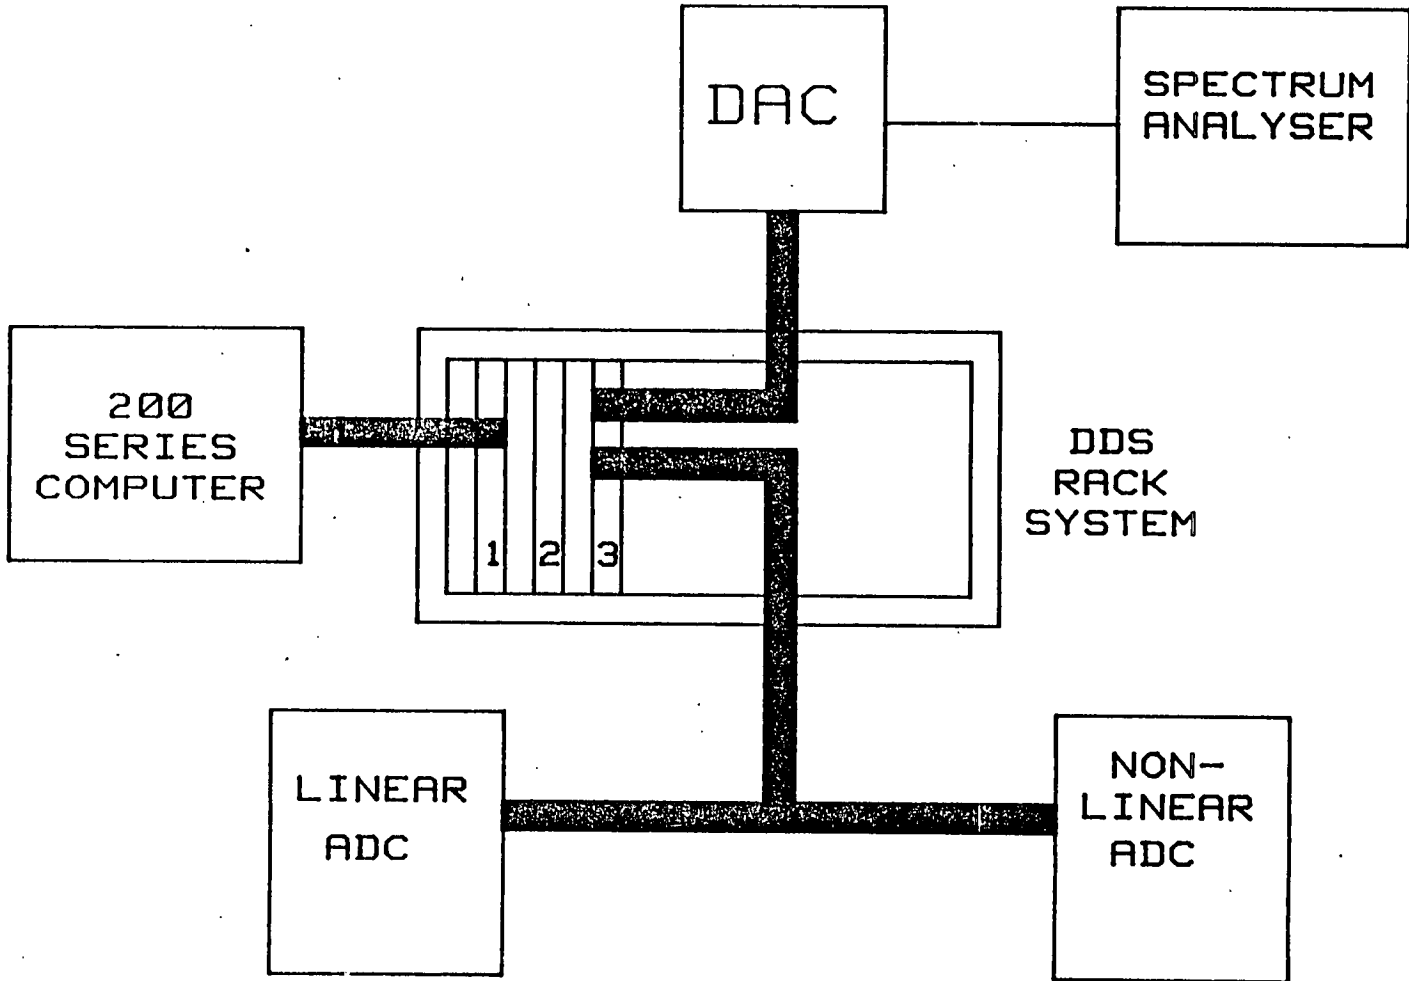 DAC
SPECTRUM
ANALYSER
200
SERIES
COMPUTER
1 2 3
DDS
RACK
SYSTEM
LINEAR
ADC
NON-
LINEAR
ADC